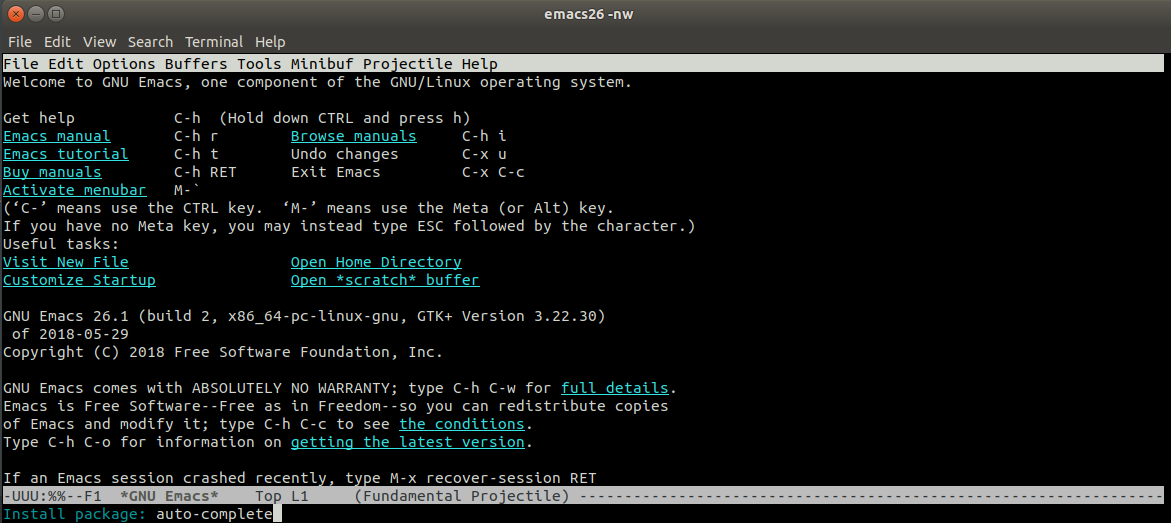 emacs26 -nw
File Edit View Search Terminal Help
File Edit Options Buffers Tools Minibuf Projectile Help
Welcome to GNU Emacs, one component of the GNU/Linux operating system.
Get help C-h (Hold down CTRL and press h)
Emacs manual C-h r Browse manuals C-h i
Emacs tutorial C-h t Undo changes C-x u
Buy manuals C-h RET Exit Emacs C-x C-c
Activate menubar M-`
(‘C-’ means use the CTRL key. ‘M-’ means use the Meta (or Alt) key.
If you have no Meta key, you may instead type ESC followed by the character.)
Useful tasks:
Visit New File Open Home Directory
Customize Startup Open *scratch* buffer
GNU Emacs 26.1 (build 2, x86_64-pc-linux-gnu, GTK+ Version 3.22.30)
of 2018-05-29
Copyright (C) 2018 Free Software Foundation, Inc.
GNU Emacs comes with ABSOLUTELY NO WARRANTY; type C-h C-w for full details.
Emacs is Free Software--Free as in Freedom--so you can redistribute copies
of Emacs and modify it; type C-h C-c to see the conditions.
Type C-h C-o for information on getting the latest version.
If an Emacs session crashed recently, type M-x recover-session RET
-UUU:%%--F1 *GNU Emacs* Top L1 (Fundamental Projectile) -----------------------------------------------------------------
Install package: auto-complete